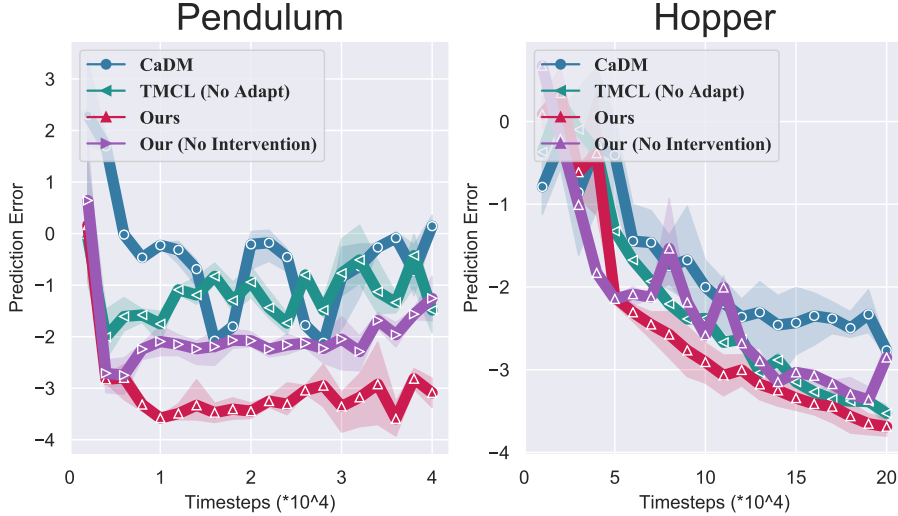 Pendulum
CaDM
TMCL (No Adapt)
Ours
Our (No Intervention)
Prediction Error
3
2
1
0
−1
−2
−3
−4
0
1
2
3
4
Timesteps (*10^4)
Hopper
CaDM
TMCL (No Adapt)
Ours
Our (No Intervention)
Prediction Error
0
−1
−2
−3
−4
0
5
10
15
20
Timesteps (*10^4)